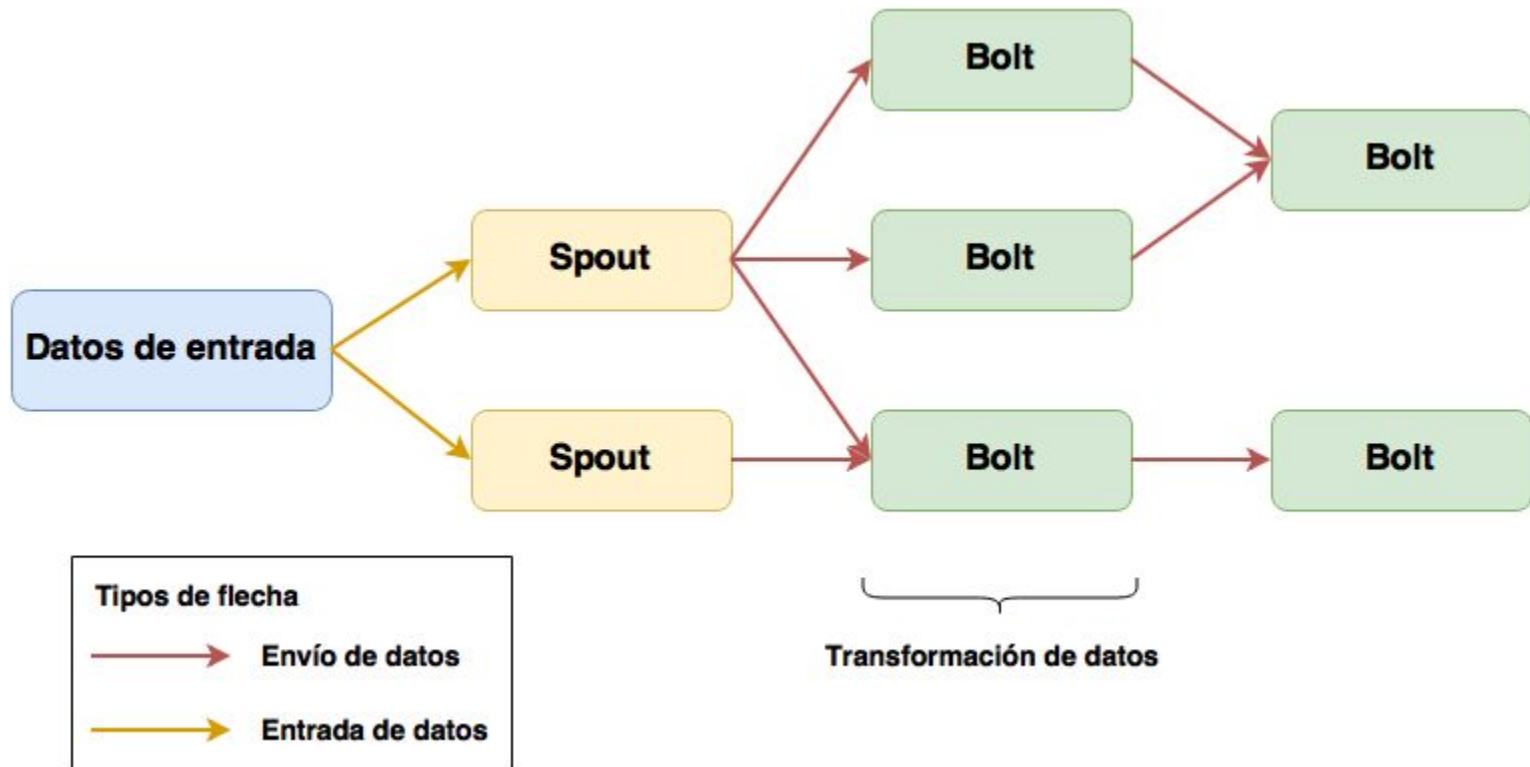 Bolt
Bolt
Spout
Bolt
Datos de entrada
Spout
Bolt
Bolt
Tipos de flecha
Envío de datos
Entrada de datos
Transformación de datos